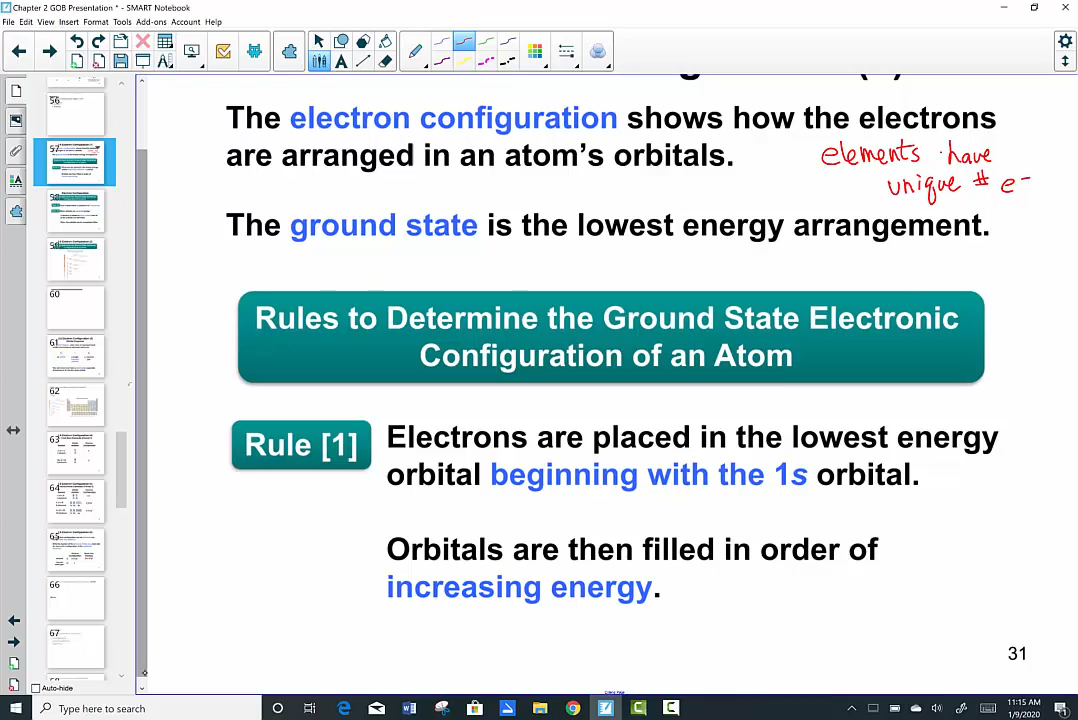 Chapter 2 GOB Presentation * - SMART Notebook
File Edit View Insert Format Tools Add-ons Account Help
The electron configuration shows how the electrons
are arranged in an atom's orbitals.
elements have
unique # e-
The ground state is the lowest energy arrangement.
Rules to Determine the Ground State Electronic
Configuration of an Atom
Rule [1]
Electrons are placed in the lowest energy
orbital beginning with the 1s orbital.
Orbitals are then filled in order of
increasing energy.
31
56
57
58
59
60
61
62
63
64
65
66
67
Auto-hide
Type here to search
11:15 AM
1/9/2020